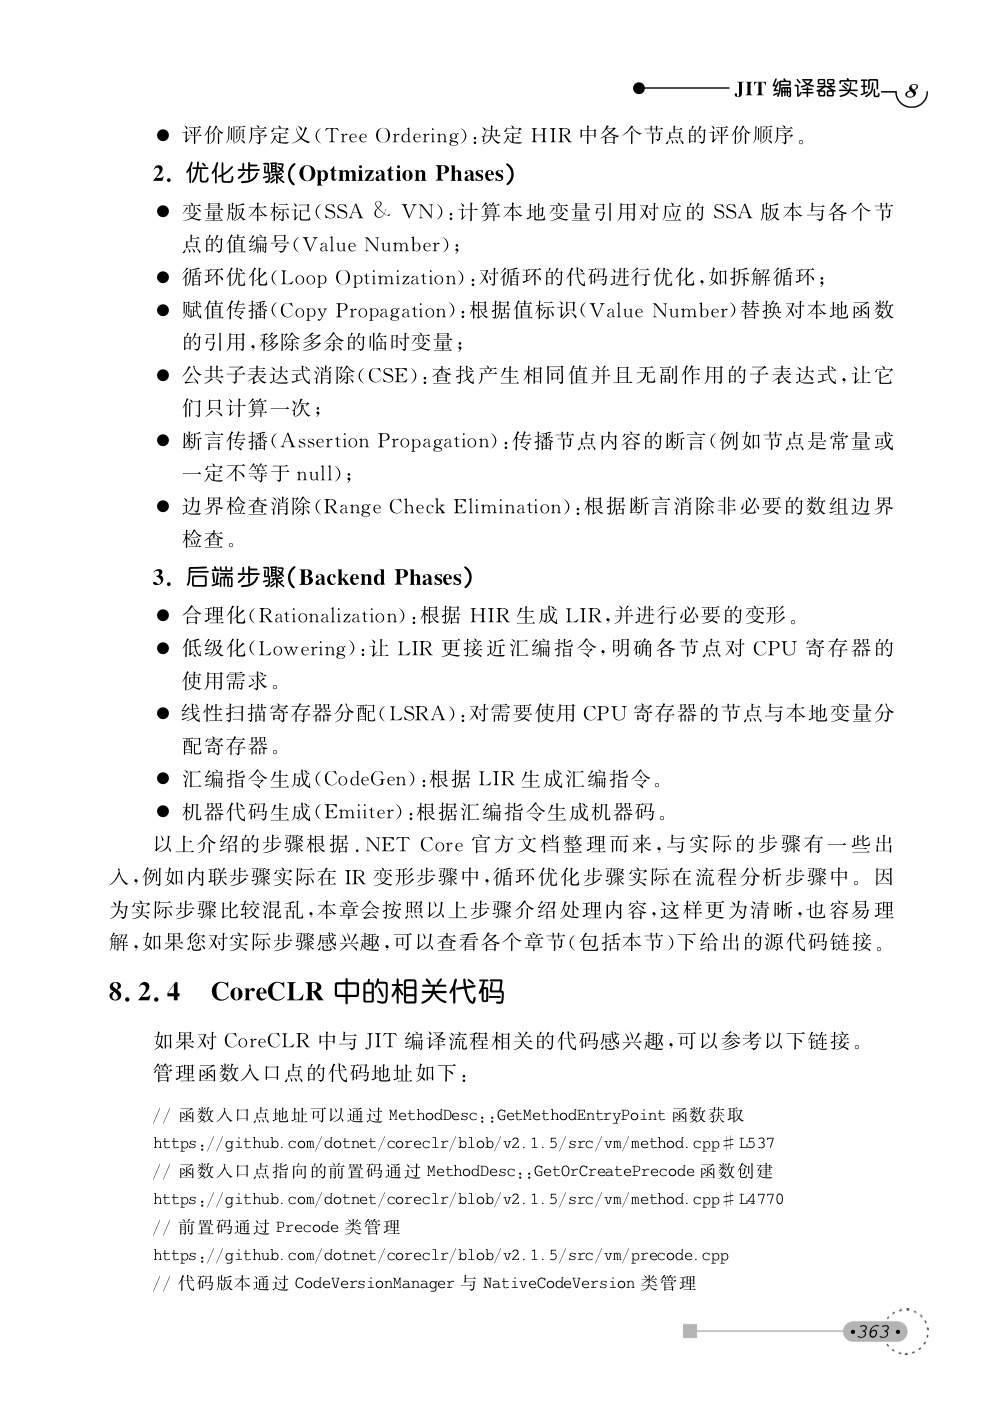 JIT 编译器实现 8
● 评价顺序定义(Tree Ordering):决定 HIR 中各个节点的评价顺序。
2. 优化步骤(Optmization Phases)
● 变量版本标记(SSA & VN):计算本地变量引用对应的 SSA 版本与各个节
点的值编号(Value Number);
● 循环优化(Loop Optimization):对循环的代码进行优化,如拆解循环;
● 赋值传播(Copy Propagation):根据值标识(Value Number)替换对本地函数
的引用,移除多余的临时变量;
● 公共子表达式消除(CSE):查找产生相同值并且无副作用的子表达式,让它
们只计算一次;
● 断言传播(Assertion Propagation):传播节点内容的断言(例如节点是常量或
一定不等于 null);
● 边界检查消除(Range Check Elimination):根据断言消除非必要的数组边界
检查。
3. 后端步骤(Backend Phases)
● 合理化(Rationalization):根据 HIR 生成 LIR,并进行必要的变形。
● 低级化(Lowering):让 LIR 更接近汇编指令,明确各节点对 CPU 寄存器的
使用需求。
● 线性扫描寄存器分配(LSRA):对需要使用 CPU 寄存器的节点与本地变量分
配寄存器。
● 汇编指令生成(CodeGen):根据 LIR 生成汇编指令。
● 机器代码生成(Emiiter):根据汇编指令生成机器码。
以上介绍的步骤根据.NET Core 官方文档整理而来,与实际的步骤有一些出
入,例如内联步骤实际在 IR 变形步骤中,循环优化步骤实际在流程分析步骤中。因
为实际步骤比较混乱,本章会按照以上步骤介绍处理内容,这样更为清晰,也容易理
解,如果您对实际步骤感兴趣,可以查看各个章节(包括本节)下给出的源代码链接。
8.2.4 CoreCLR 中的相关代码
如果对 CoreCLR 中与 JIT 编译流程相关的代码感兴趣,可以参考以下链接。
管理函数入口点的代码地址如下:
// 函数入口点地址可以通过 MethodDesc::GetMethodEntryPoint 函数获取
https://github.com/dotnet/coreclr/blob/v2.1.5/src/vm/method.cpp#L537
// 函数入口点指向的前置码通过 MethodDesc::GetOrCreatePrecode 函数创建
https://github.com/dotnet/coreclr/blob/v2.1.5/src/vm/method.cpp#L4770
// 前置码通过 Precode 类管理
https://github.com/dotnet/coreclr/blob/v2.1.5/src/vm/precode.cpp
// 代码版本通过 CodeVersionManager 与 NativeCodeVersion 类管理
·363·